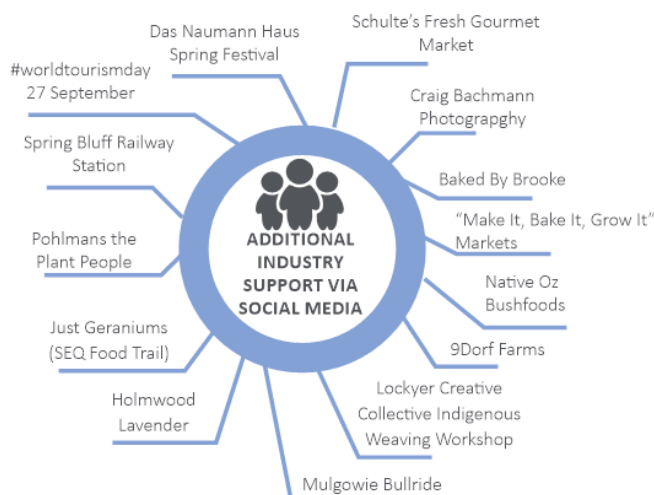 Das Naumann Haus
Spring Festival
Schulte's Fresh Gourmet
Market
#worldtourismday
27 September
Craig Bachmann
Photograpghy
Spring Bluff Railway
Station
Baked By Brooke
"Make It, Bake It, Grow It"
Markets
Pohlmans the
Plant People
ADDITIONAL
INDUSTRY
SUPPORT VIA
SOCIAL MEDIA
Native Oz
Bushfoods
Just Geraniums
(SEQ Food Trail)
9Dorf Farms
Holmwood
Lavender
Lockyer Creative
Collective Indigenous
Weaving Workshop
Mulgowie Bullride